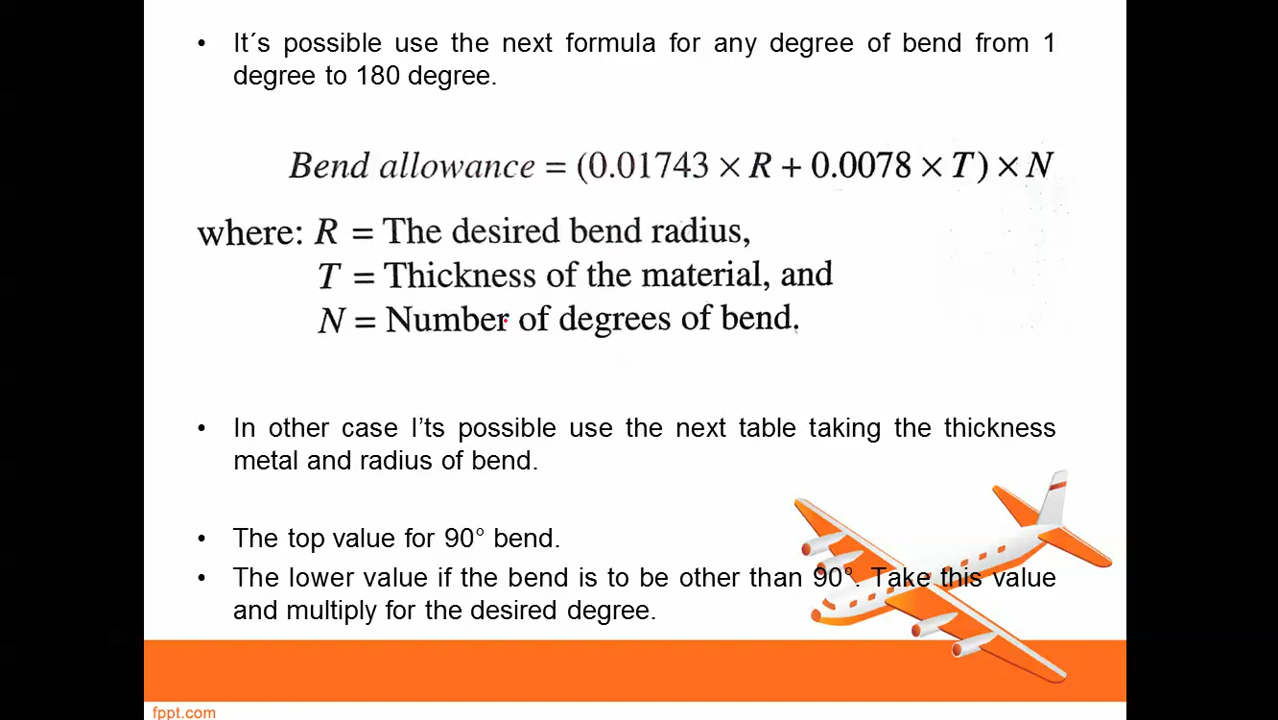 • It´s possible use the next formula for any degree of bend from 1
degree to 180 degree.
Bend allowance = (0.01743 × R + 0.0078 × T) × N
where: R = The desired bend radius,
T = Thickness of the material, and
N = Number of degrees of bend.
• In other case I’ts possible use the next table taking the thickness
metal and radius of bend.
• The top value for 90° bend.
• The lower value if the bend is to be other than 90°. Take this value
and multiply for the desired degree.
fppt.com